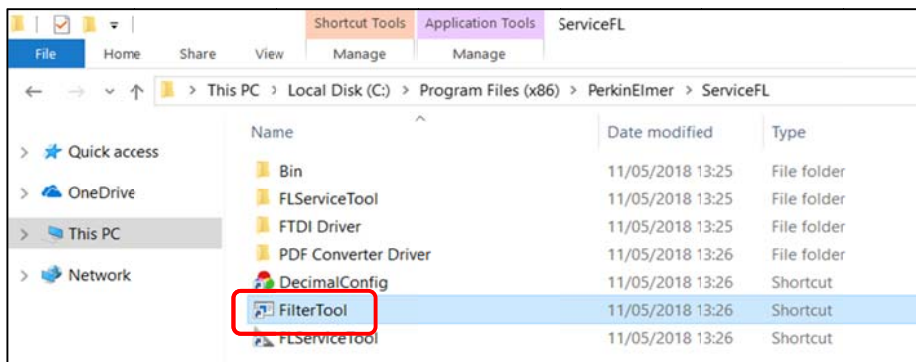 Shortcut Tools Application Tools ServiceFL
File Home Share View Manage Manage
This PC > Local Disk (C:) > Program Files (x86) > PerkinElmer > ServiceFL
Name Date modified Type
Quick access
Bin 11/05/2018 13:25 File folder
OneDrive
FLServiceTool 11/05/2018 13:25 File folder
This PC
FTDI Driver 11/05/2018 13:25 File folder
PDF Converter Driver 11/05/2018 13:26 File folder
Network
DecimalConfig 11/05/2018 13:26 Shortcut
FilterTool 11/05/2018 13:26 Shortcut
FLServiceTool 11/05/2018 13:26 Shortcut